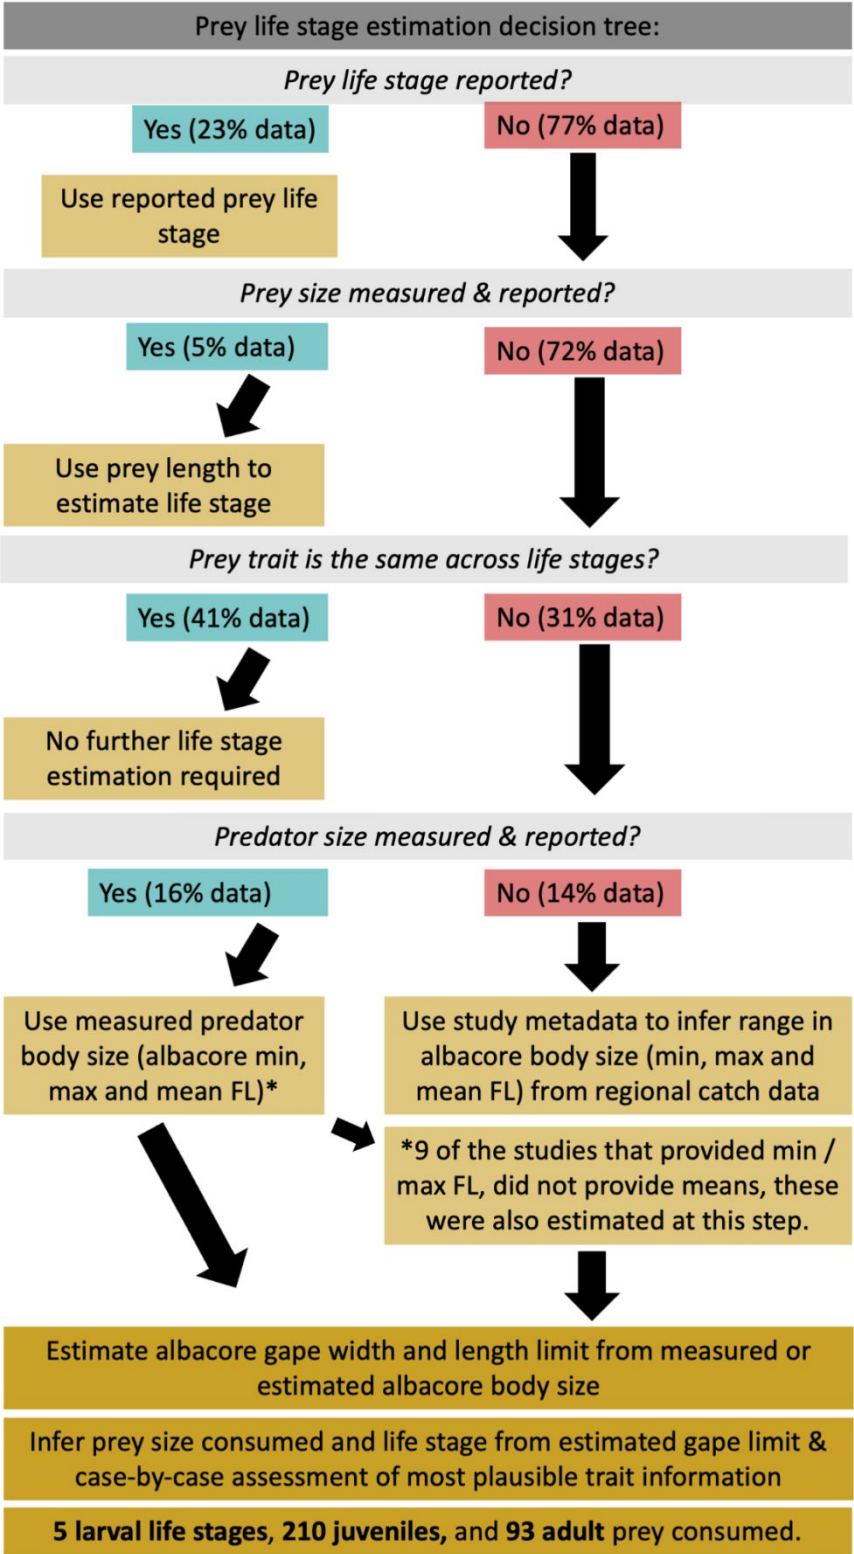 Prey life stage estimation decision tree:
Prey life stage reported?
Yes (23% data)
No (77% data)
Use reported prey life
stage
Prey size measured & reported?
Yes (5% data)
No (72% data)
Use prey length to
estimate life stage
Prey trait is the same across life stages?
Yes (41% data)
No (31% data)
No further life stage
estimation required
Predator size measured & reported?
Yes (16% data)
No (14% data)
Use measured predator
body size (albacore min,
max and mean FL)*
Use study metadata to infer range in
albacore body size (min, max and
mean FL) from regional catch data
*9 of the studies that provided min /
max FL, did not provide means, these
were also estimated at this step.
Estimate albacore gape width and length limit from measured or
estimated albacore body size
Infer prey size consumed and life stage from estimated gape limit &
case-by-case assessment of most plausible trait information
5 larval life stages, 210 juveniles, and 93 adult prey consumed.